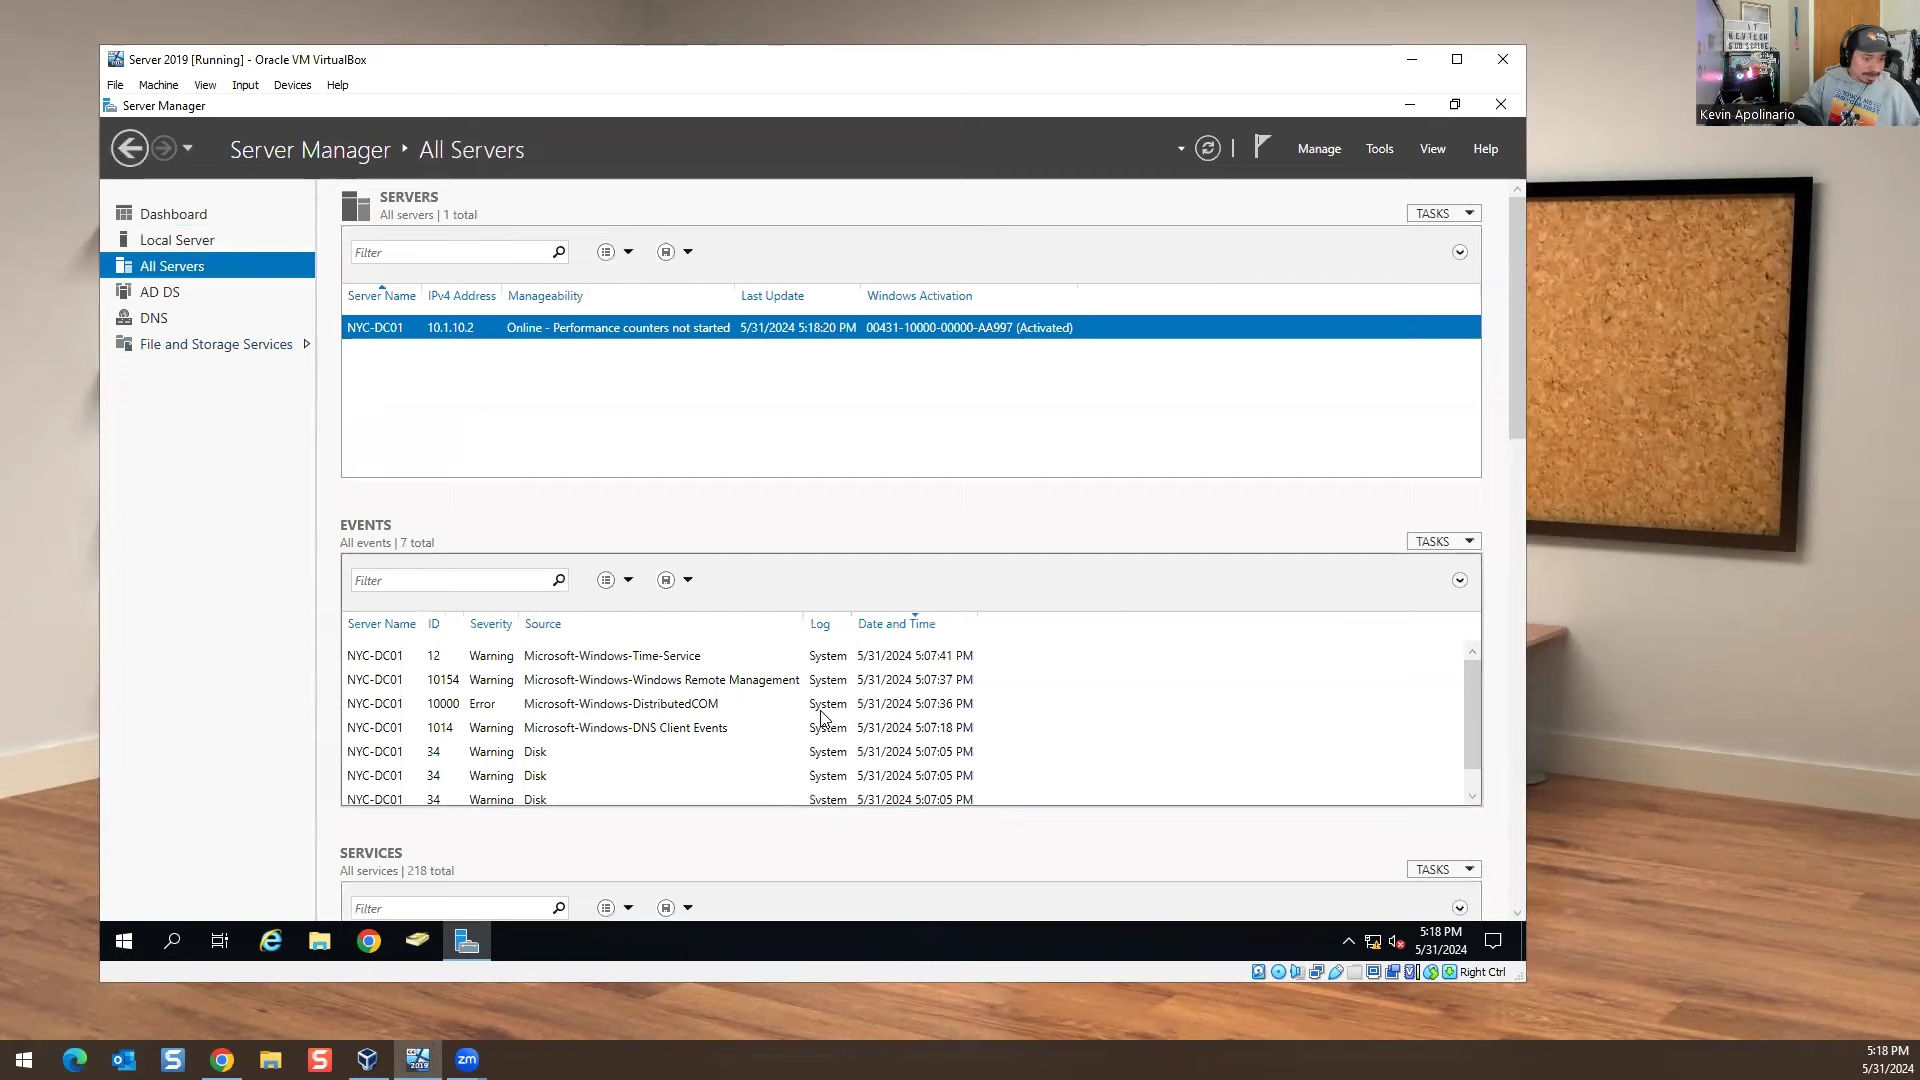 Server 2019 [Running] - Oracle VM VirtualBox
File Machine View Input Devices Help
Server Manager
Server Manager All Servers
Manage Tools View Help
Dashboard
Local Server
All Servers
AD DS
DNS
File and Storage Services
SERVERS
All servers | 1 total
TASKS
Filter
Server Name IPv4 Address Manageability Last Update Windows Activation
NYC-DC01 10.1.10.2 Online - Performance counters not started 5/31/2024 5:18:20 PM 00431-10000-00000-AA997 (Activated)
EVENTS
All events | 7 total
TASKS
Filter
Server Name ID Severity Source Log Date and Time
NYC-DC01 12 Warning Microsoft-Windows-Time-Service System 5/31/2024 5:07:41 PM
NYC-DC01 10154 Warning Microsoft-Windows-Windows Remote Management System 5/31/2024 5:07:37 PM
NYC-DC01 10000 Error Microsoft-Windows-DistributedCOM System 5/31/2024 5:07:36 PM
NYC-DC01 1014 Warning Microsoft-Windows-DNS Client Events System 5/31/2024 5:07:18 PM
NYC-DC01 34 Warning Disk System 5/31/2024 5:07:05 PM
NYC-DC01 34 Warning Disk System 5/31/2024 5:07:05 PM
NYC-DC01 34 Warning Disk System 5/31/2024 5:07:05 PM
SERVICES
All services | 218 total
TASKS
Filter
5:18 PM
5/31/2024
Right Ctrl
Kevin Apolinario
KEVTECH
SUBSCRIBE
2019
zm
5:18 PM
5/31/2024